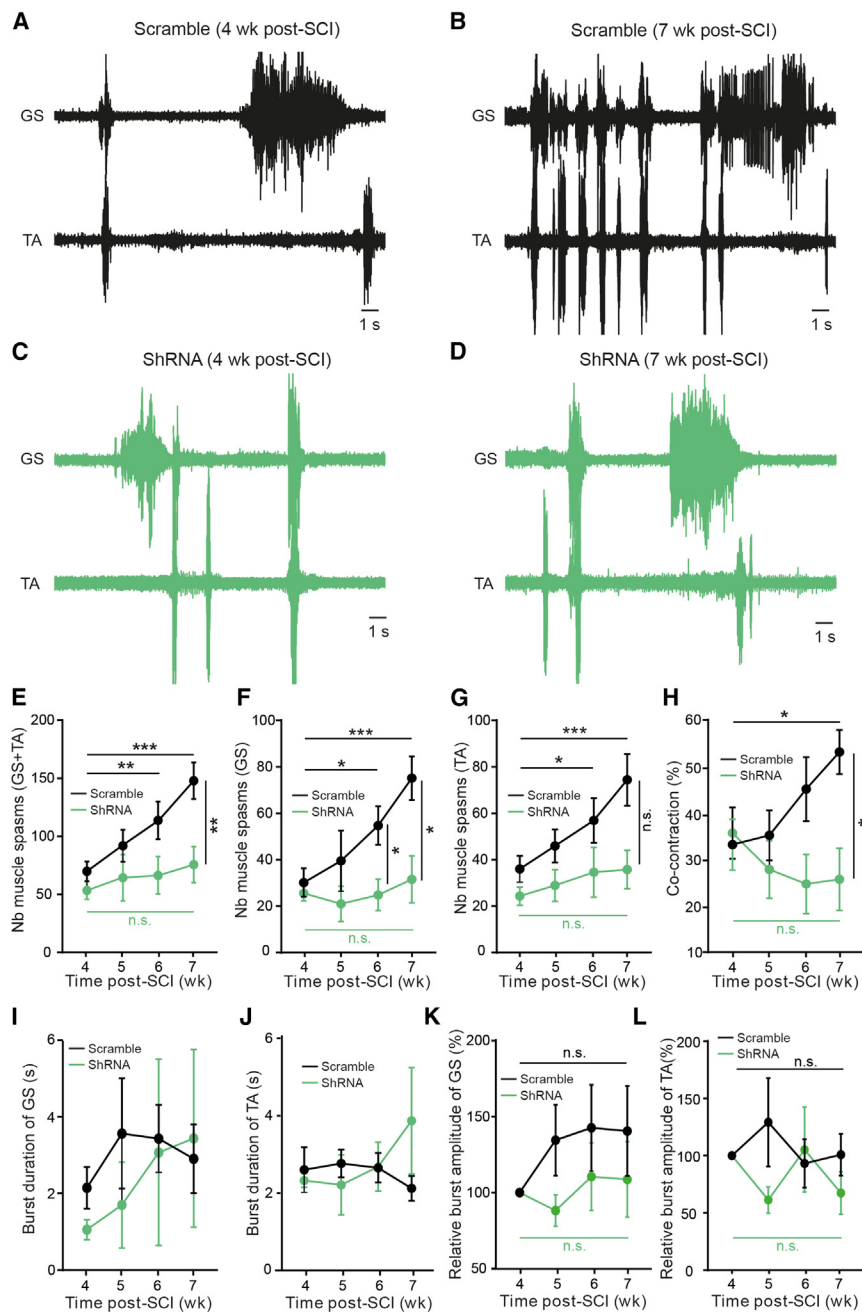 A
Scramble (4 wk post-SCI)
GS
TA
1 s
B
Scramble (7 wk post-SCI)
GS
TA
1 s
C
ShRNA (4 wk post-SCI)
GS
TA
1 s
D
ShRNA (7 wk post-SCI)
GS
TA
1 s
E
Nb muscle spasms (GS+TA)
200
150
100
50
0
***
**
Scramble
ShRNA
**
n.s.
4 5 6 7
Time post-SCI (wk)
F
Nb muscle spasms (GS)
100
80
60
40
20
0
***
*
Scramble
ShRNA
*
*
n.s.
4 5 6 7
Time post-SCI (wk)
G
Nb muscle spasms (TA)
100
80
60
40
20
0
***
*
Scramble
ShRNA
n.s.
4 5 6 7
Time post-SCI (wk)
H
Co-contraction (%)
60
50
40
30
20
10
*
Scramble
ShRNA
*
n.s.
4 5 6 7
Time post-SCI (wk)
I
Burst duration of GS (s)
6
4
2
0
Scramble
ShRNA
4 5 6 7
Time post-SCI (wk)
J
Burst duration of TA (s)
6
4
2
0
Scramble
ShRNA
4 5 6 7
Time post-SCI (wk)
K
Relative burst amplitude of GS (%)
200
150
100
50
n.s.
Scramble
ShRNA
n.s.
4 5 6 7
Time post-SCI (wk)
L
Relative burst amplitude of TA(%)
200
150
100
50
0
Scramble
ShRNA
n.s.
n.s.
4 5 6 7
Time post-SCI (wk)